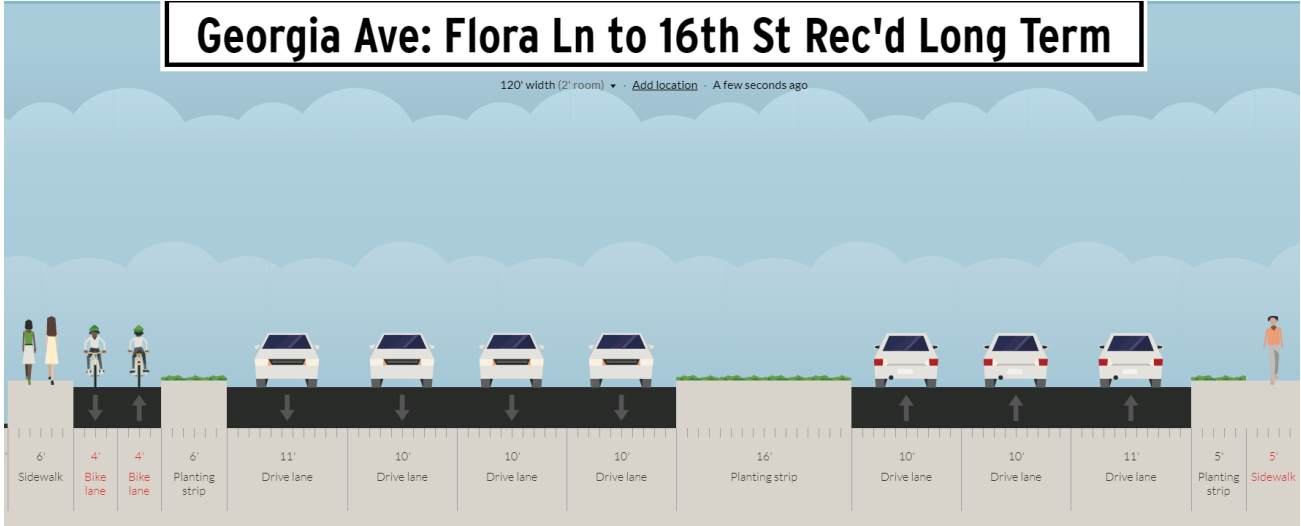 Georgia Ave: Flora Ln to 16th St Rec'd Long Term
120' width (2' room) · Add location · A few seconds ago
6' 4' 4' 6' 11' 10' 10' 10' 16' 10' 10' 11' 5' 5'
Sidewalk Bike Bike Planting Drive lane Drive lane Drive lane Drive lane Planting strip Drive lane Drive lane Drive lane Planting Sidewalk
lane lane strip strip